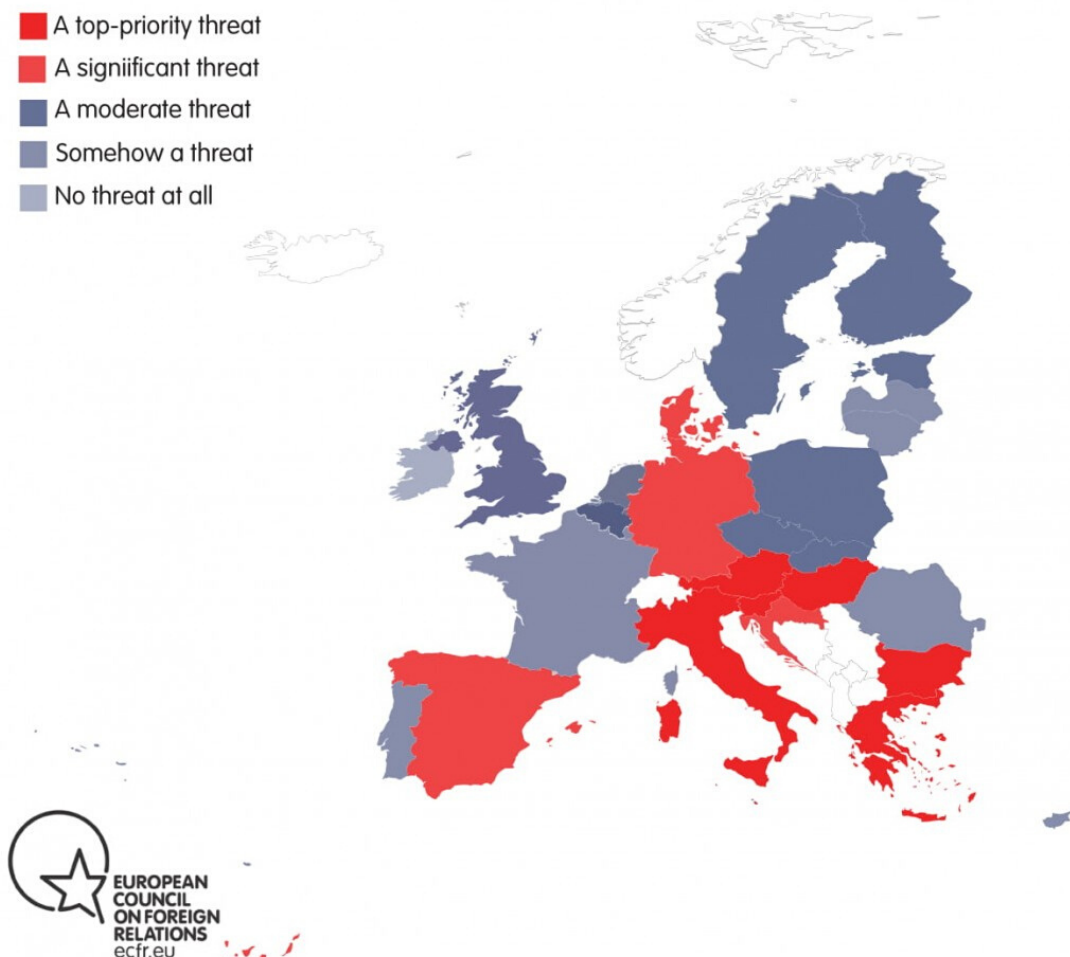 A top-priority threat
A signiificant threat
A moderate threat
Somehow a threat
No threat at all
EUROPEAN
COUNCIL
ON FOREIGN
RELATIONS
ecfr.eu